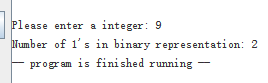 Please enter a integer: 9
Number of 1's in binary representation: 2
— program is finished running —